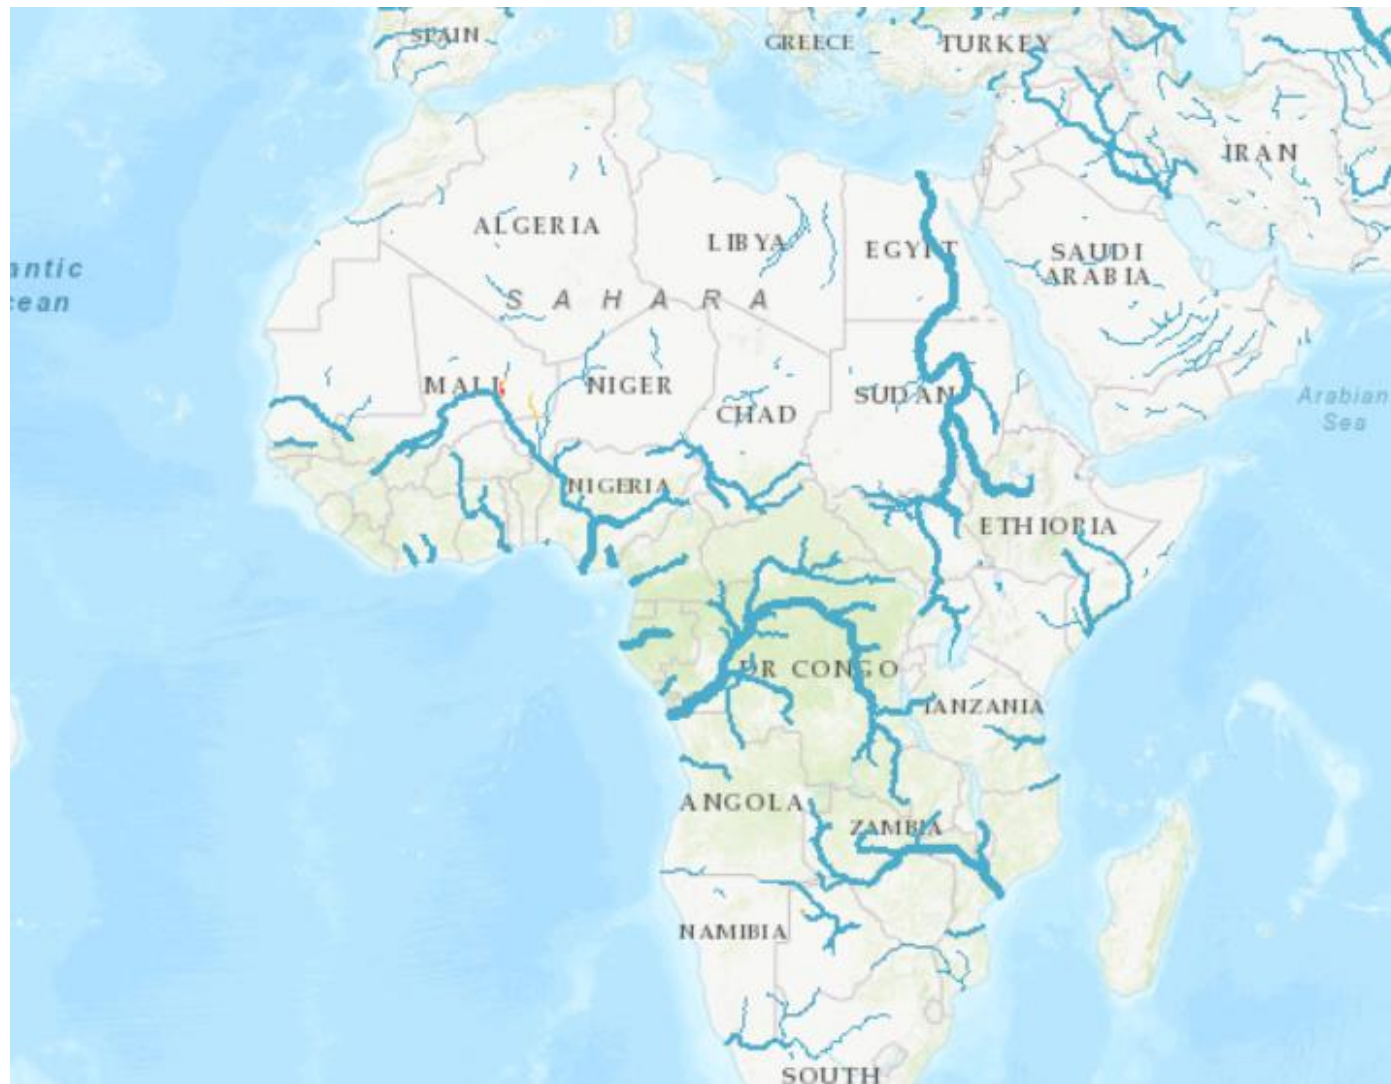 SPAIN
GREECE
TURKEY
IRAN
ALGERIA
LIBYA
EGYPT
SAUDI
ARABIA
antic
cean
SAHARA
MALI
NIGER
CHAD
SUDAN
Arabian
Sea
NIGERIA
ETHIOPIA
DR CONGO
TANZANIA
ANGOLA
ZAMBIA
NAMIBIA
SOUTH